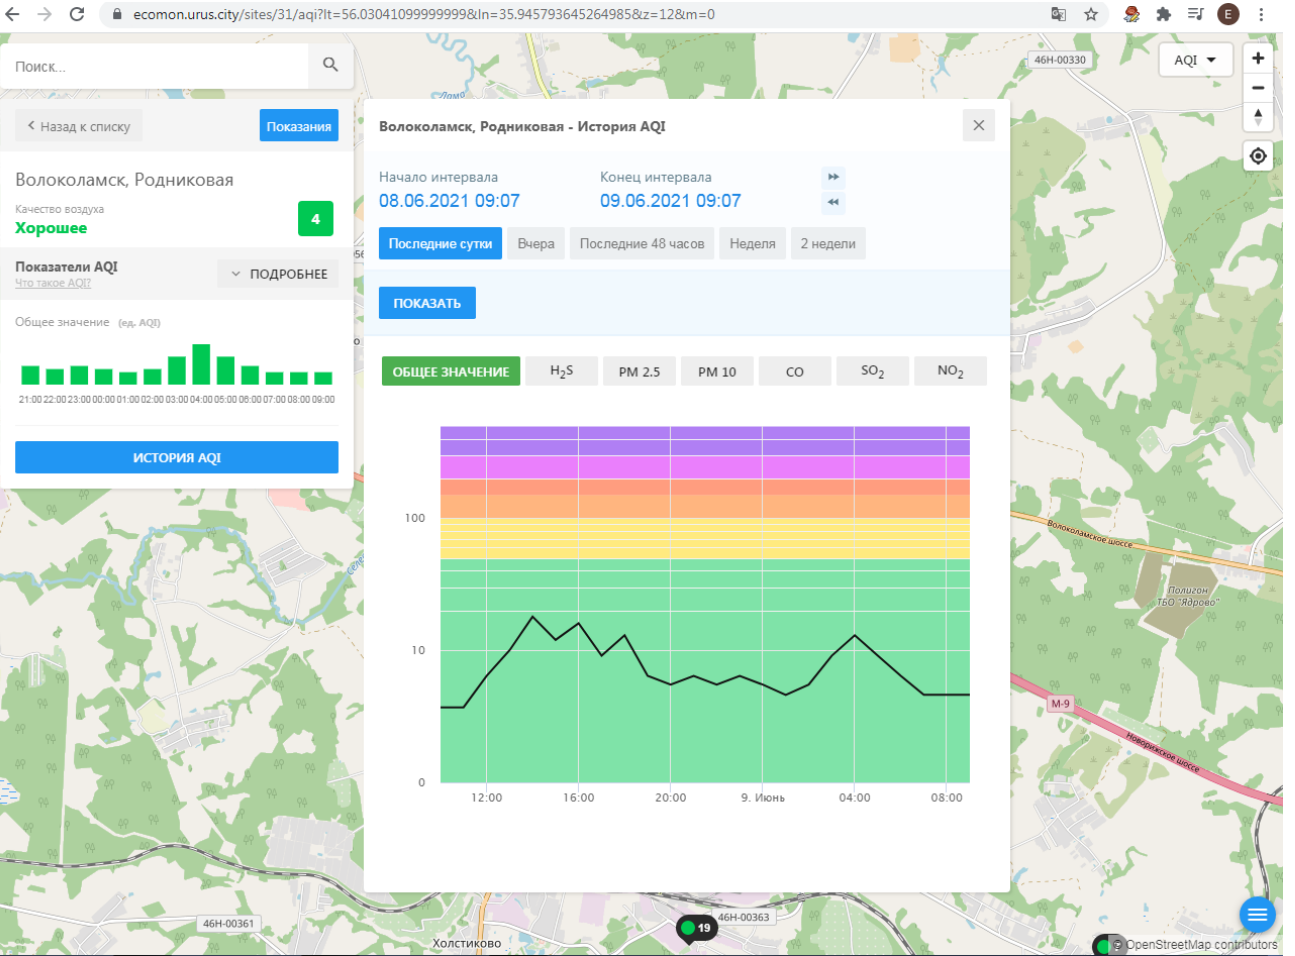 ecomon.urus.city/sites/31/aqi?lt=56.03041099999999&ln=35.945793645264985&z=12&m=0
E
Поиск...
46Н-00330
AQI
Лама
Назад к списку
Показания
Волоколамск, Родниковая - История AQI
Волоколамск, Родниковая
Качество воздуха
Хорошее
4
Начало интервала
Конец интервала
08.06.2021 09:07
09.06.2021 09:07
Последние сутки
Вчера
Последние 48 часов
Неделя
2 недели
Показатели AQI
Что такое AQI?
ПОДРОБНЕЕ
ПОКАЗАТЬ
Общее значение (ед. AQI)
21:00 22:00 23:00 00:00 01:00 02:00 03:00 04:00 05:00 06:00 07:00 08:00 09:00
ИСТОРИЯ AQI
ОБЩЕЕ ЗНАЧЕНИЕ
H2S
PM 2.5
PM 10
CO
SO2
NO2
100
10
0
12:00
16:00
20:00
9. Июнь
04:00
08:00
Волоколамское шоссе
Полигон
ТБО "Ядрово"
М-9
Новорижское шоссе
46Н-00361
46Н-00363
19
Холстиково
© OpenStreetMap contributors